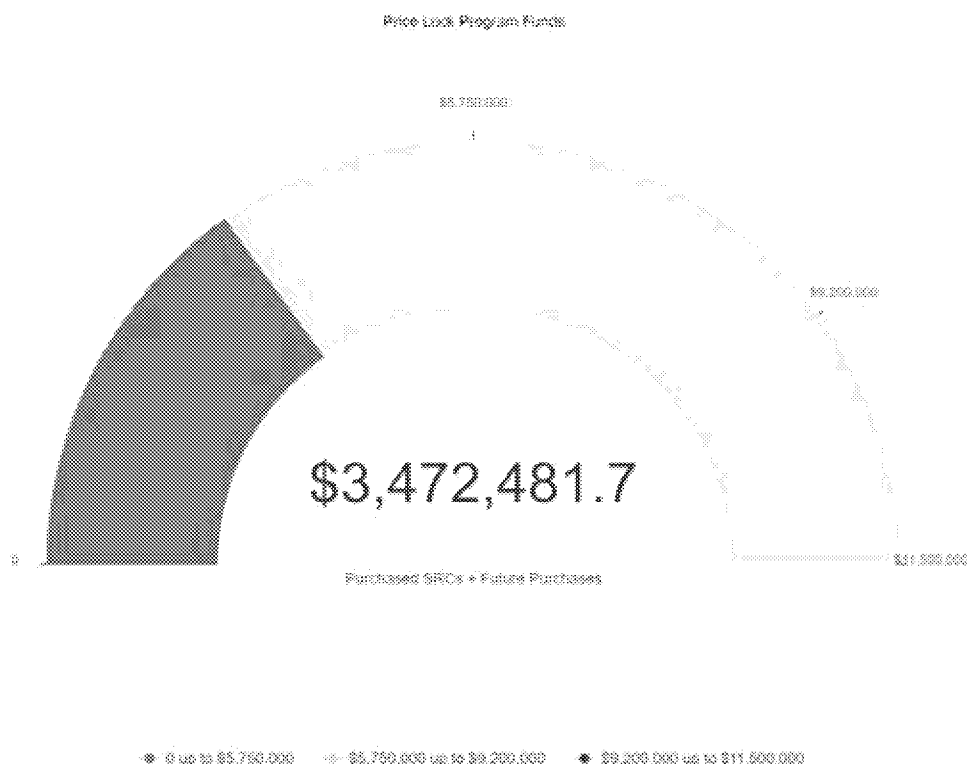 Price Lock Program Funds
$5,750,000
$9,200,000
$3,472,481.7
0
$11,500,000
Purchased SRCs + Future Purchases
0 up to $5,750,000
$5,750,000 up to $9,200,000
$9,200,000 up to $11,500,000